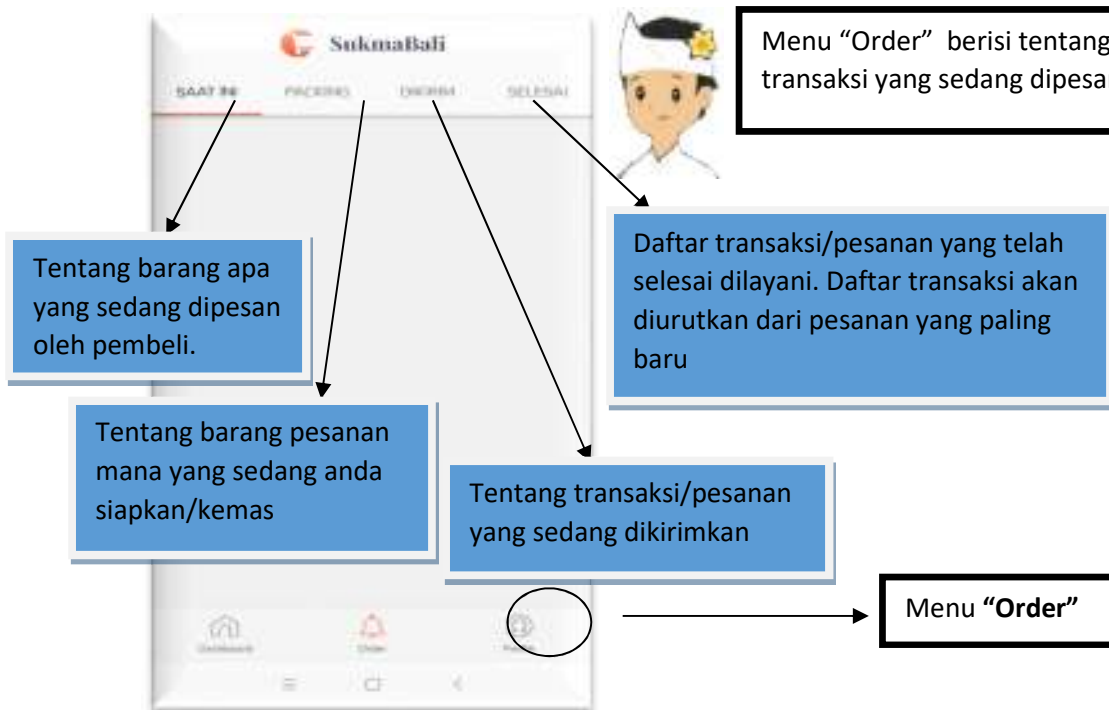 SukmaBali
SAAT INI
PACKING
DIKIRIM
SELESAI
Menu “Order” berisi tentang
transaksi yang sedang dipesa
Tentang barang apa
yang sedang dipesan
oleh pembeli.
Daftar transaksi/pesanan yang telah
selesai dilayani. Daftar transaksi akan
diurutkan dari pesanan yang paling
baru
Tentang barang pesanan
mana yang sedang anda
siapkan/kemas
Tentang transaksi/pesanan
yang sedang dikirimkan
Menu “Order”
Dashboard
Order